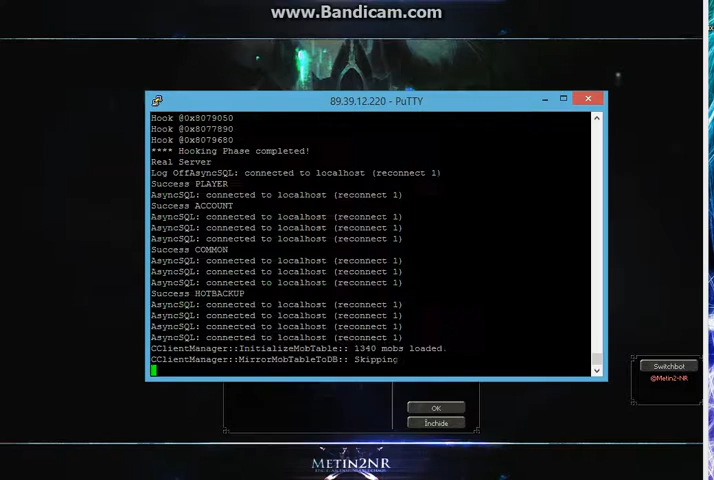 www.Bandicam.com
89.39.12.220 - PuTTY
Hook @0x8079050
Hook @0x8077890
Hook @0x8079680
**** Hooking Phase completed!
Real Server
Log OffAsyncSQL: connected to localhost (reconnect 1)
Success PLAYER
AsyncSQL: connected to localhost (reconnect 1)
Success ACCOUNT
AsyncSQL: connected to localhost (reconnect 1)
AsyncSQL: connected to localhost (reconnect 1)
AsyncSQL: connected to localhost (reconnect 1)
Success COMMON
AsyncSQL: connected to localhost (reconnect 1)
AsyncSQL: connected to localhost (reconnect 1)
AsyncSQL: connected to localhost (reconnect 1)
Success HOTBACKUP
AsyncSQL: connected to localhost (reconnect 1)
AsyncSQL: connected to localhost (reconnect 1)
AsyncSQL: connected to localhost (reconnect 1)
AsyncSQL: connected to localhost (reconnect 1)
CClientManager::InitializeMobTable:: 1340 mobs loaded.
CClientManager::MirrorMobTableToDB:: Skipping
Switchbot
@Metin2-NR
OK
Închide
METIN2NR